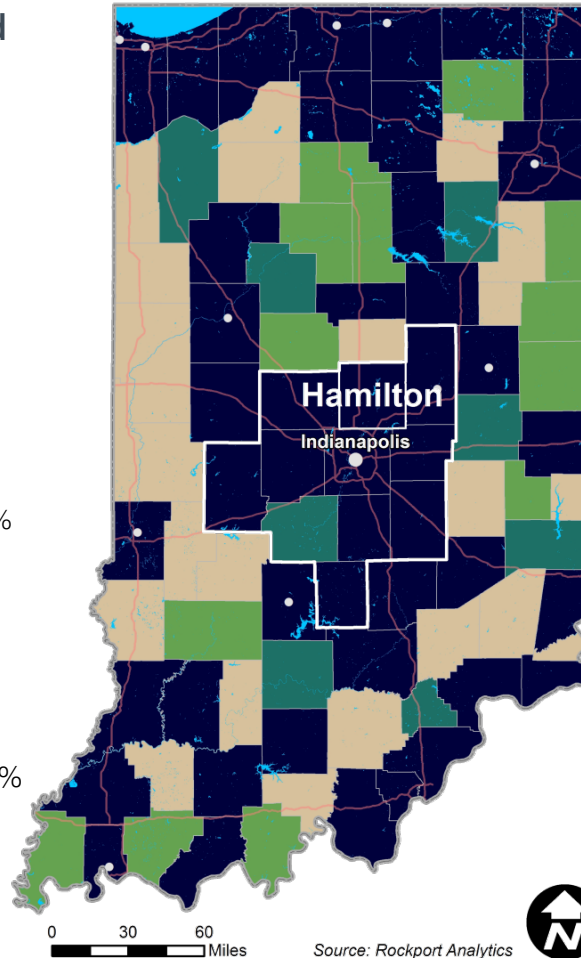 d
%
%
Hamilton
Indianapolis
0 30 60
Miles
Source: Rockport Analytics
N